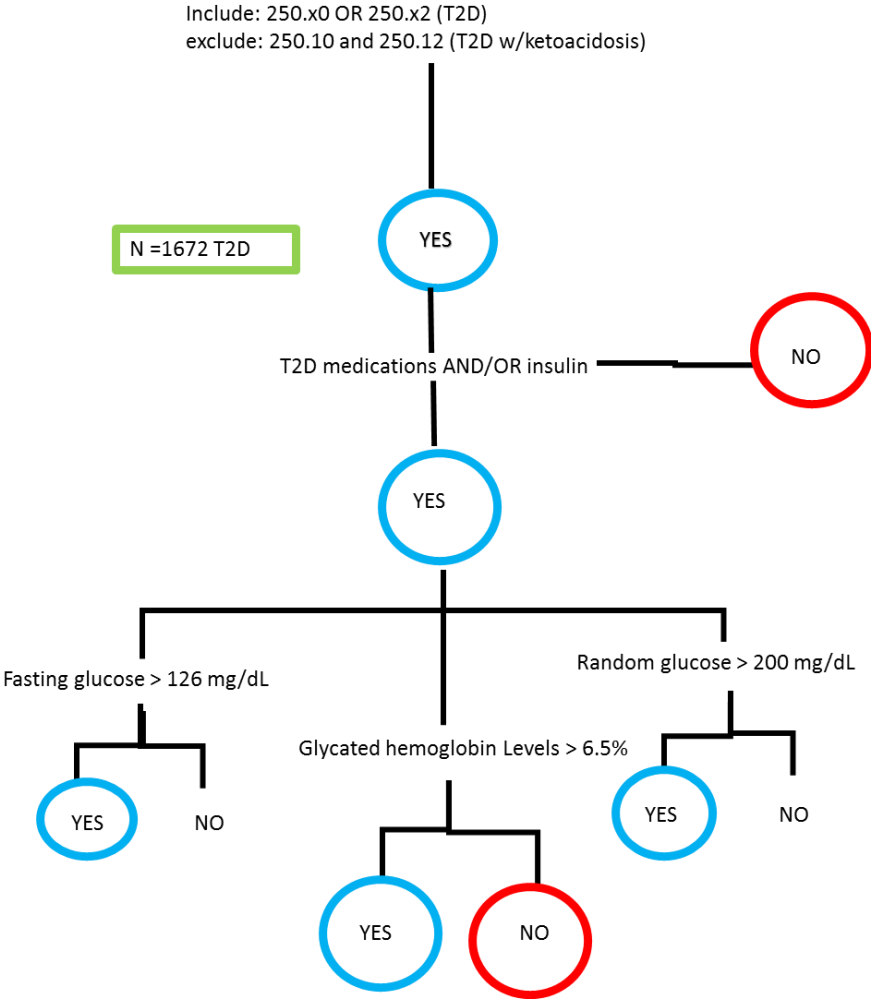 Include: 250.x0 OR 250.x2 (T2D)
exclude: 250.10 and 250.12 (T2D w/ketoacidosis)
YES
N =1672 T2D
NO
T2D medications AND/OR insulin
YES
Random glucose > 200 mg/dL
Fasting glucose > 126 mg/dL
Glycated hemoglobin Levels > 6.5%
YES
NO
YES
NO
YES
NO